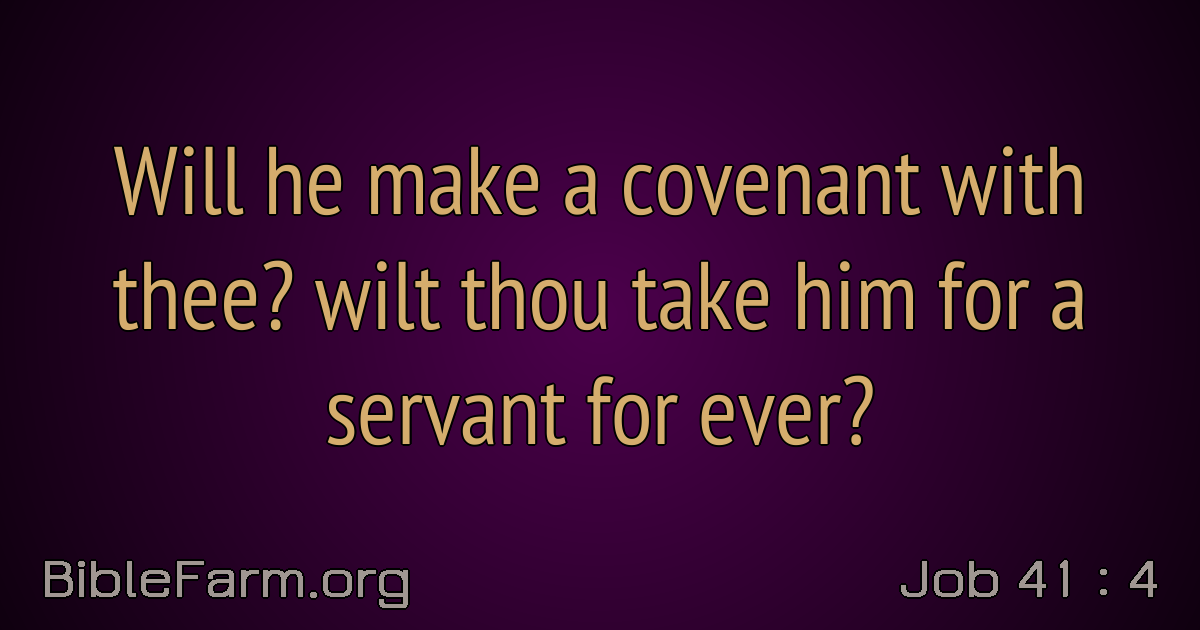 Will he make a covenant with
thee? wilt thou take him for a
servant for ever?
BibleFarm.org
Job 41 : 4